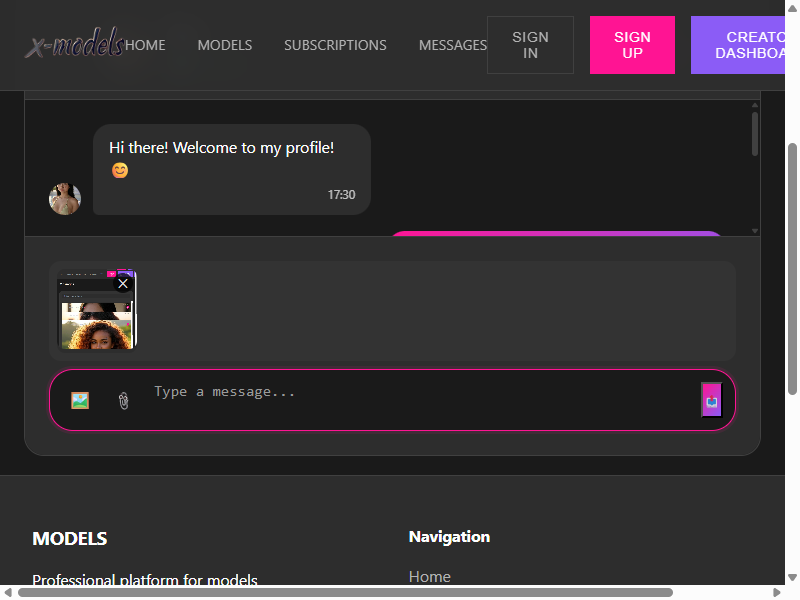 x-models
HOME
MODELS
SUBSCRIPTIONS
MESSAGES
SIGN IN
SIGN UP
CREATO
DASHBOA
Hi there! Welcome to my profile!
😊
17:30
Type a message...
MODELS
Professional platform for models
Navigation
Home